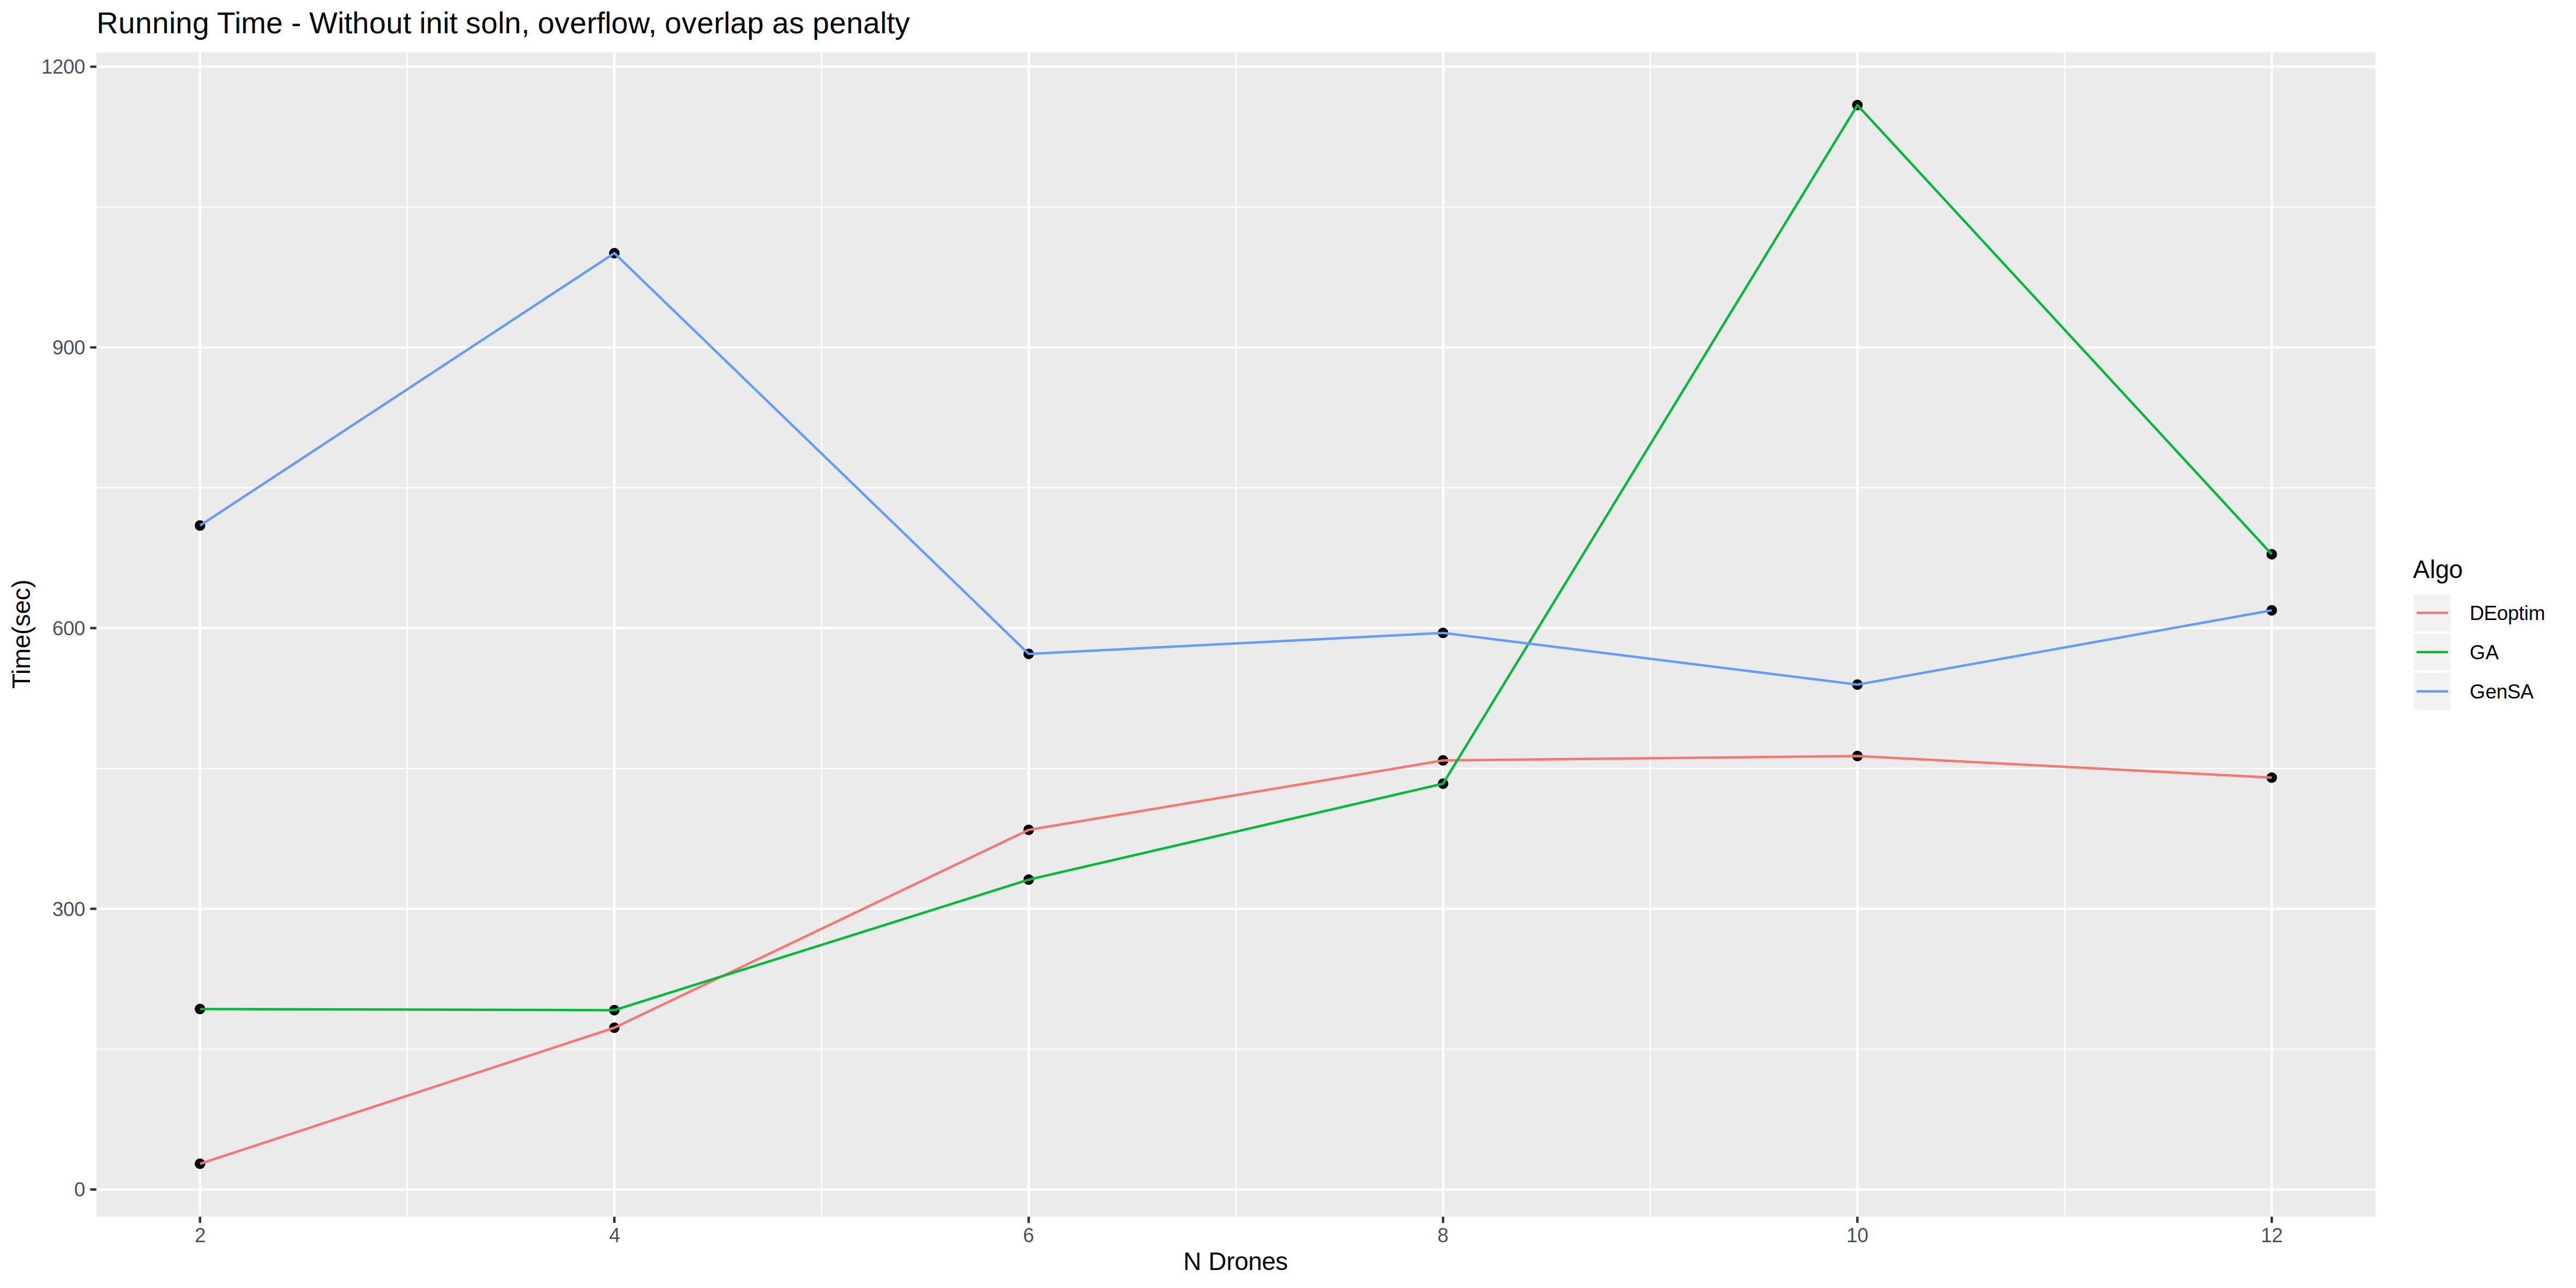 Running Time - Without init soln, overflow, overlap as penalty
1200
900
600
300
0
Time(sec)
2
4
6
8
10
12
N Drones
Algo
DEoptim
GA
GenSA